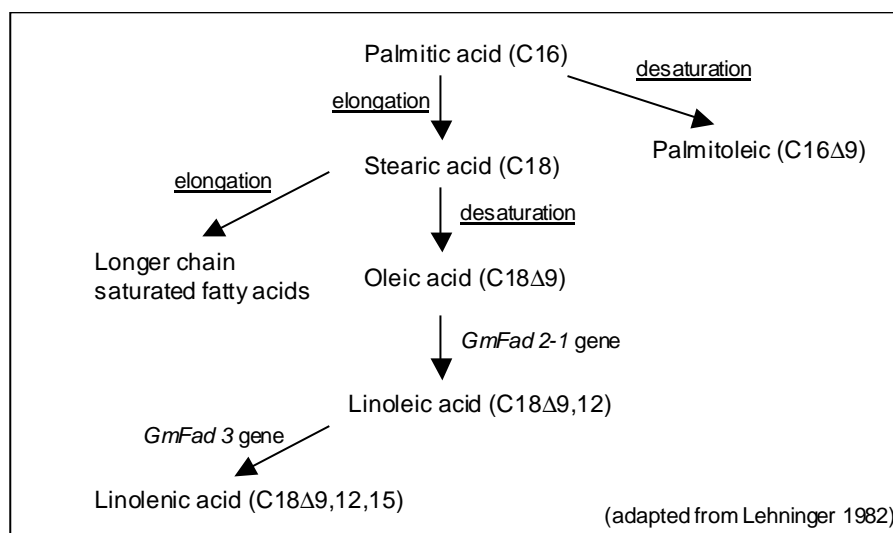 Palmitic acid (C16)
desaturation
elongation
Palmitoleic (C16Δ9)
Stearic acid (C18)
elongation
desaturation
Longer chain
saturated fatty acids
Oleic acid (C18Δ9)
GmFad 2-1 gene
Linoleic acid (C18Δ9,12)
GmFad 3 gene
Linolenic acid (C18Δ9,12,15)
(adapted from Lehninger 1982)